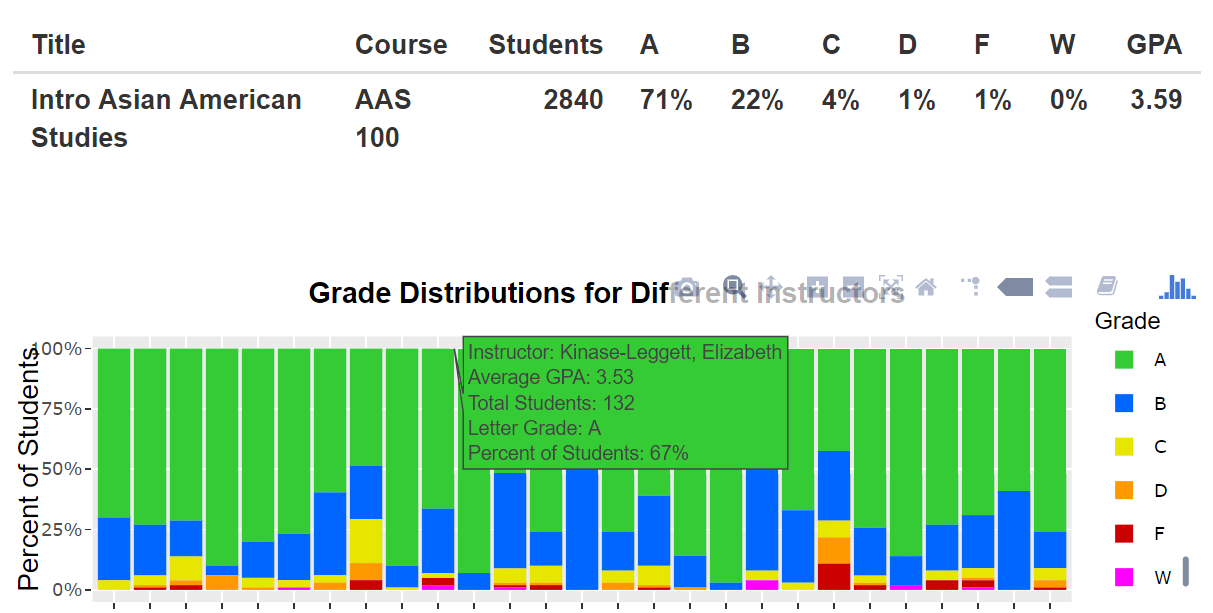 Title Course Students A B C D F W GPA
Intro Asian American Studies AAS 100 2840 71% 22% 4% 1% 1% 0% 3.59
Grade Distributions for Different Instructors
Grade
100%
75%
50%
25%
0%
Percent of Students
Instructor: Kinase-Leggett, Elizabeth
Average GPA: 3.53
Total Students: 132
Letter Grade: A
Percent of Students: 67%
A
B
C
D
F
W